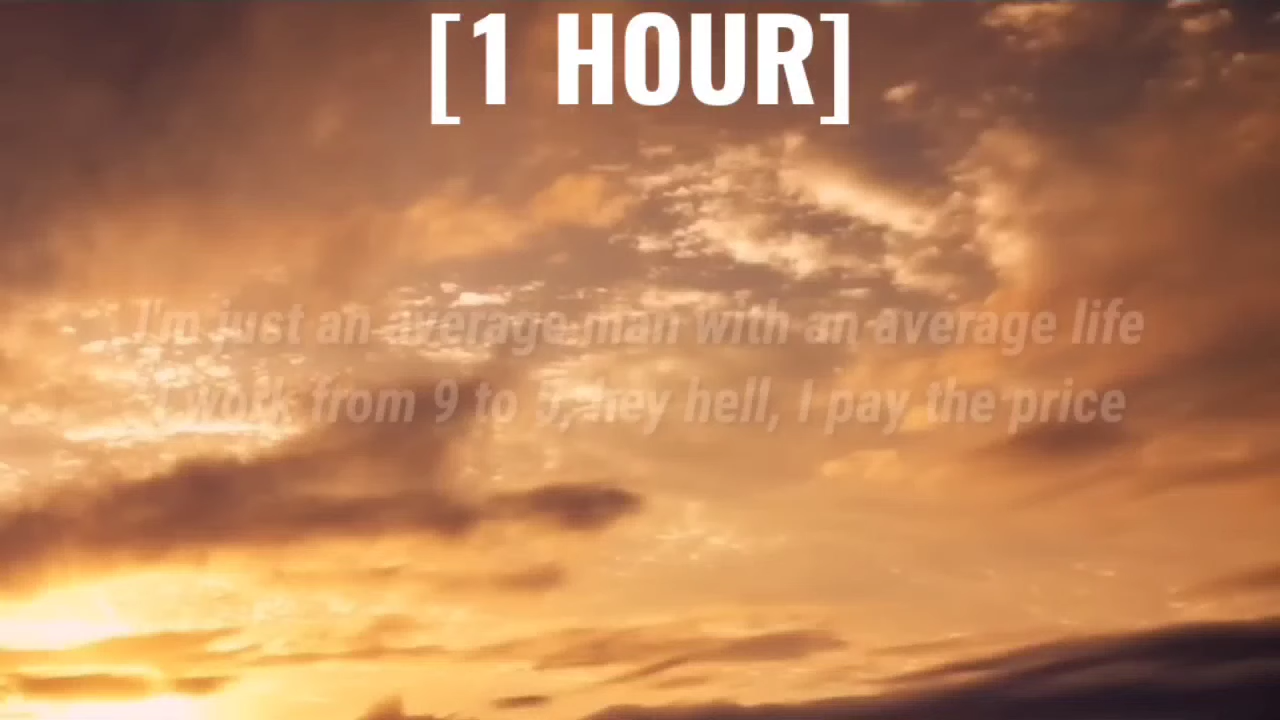 [1 HOUR]
I'm just an average man with an average life
I work from 9 to 5, hey hell, I pay the price